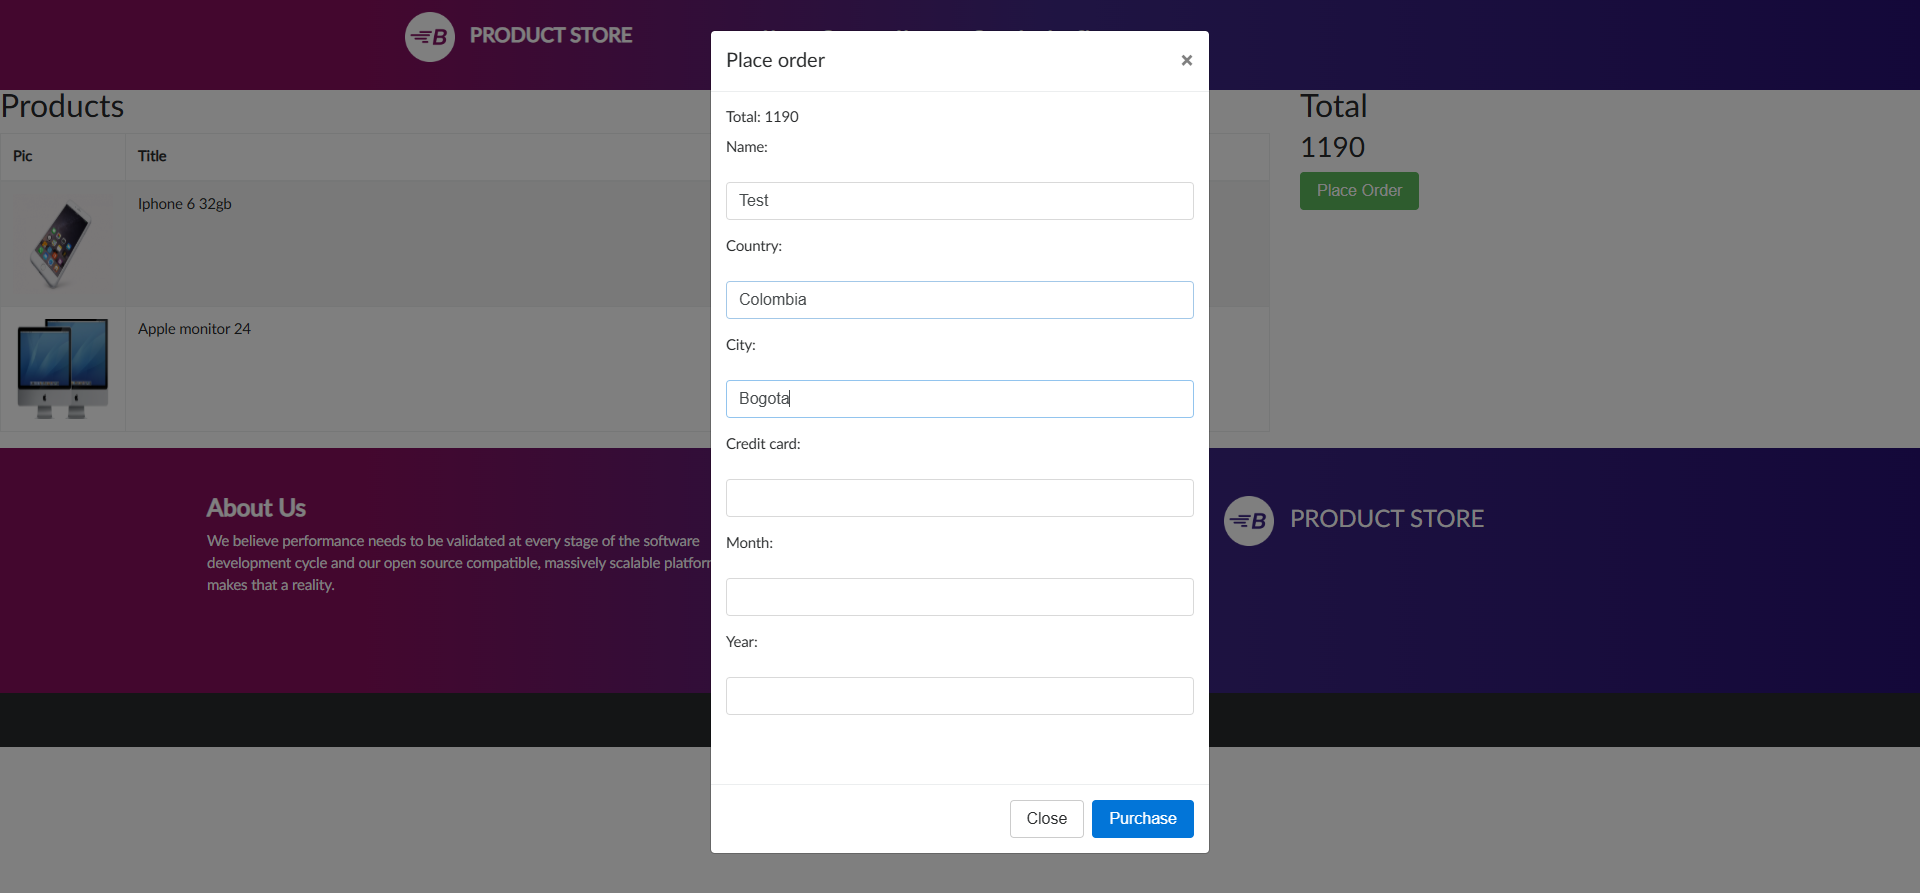 PRODUCT STORE
Place order
×
Products
Total
Total: 1190
1190
Name:
Pic
Title
Place Order
Test
Iphone 6 32gb
Country:
Colombia
Apple monitor 24
City:
Bogota
Credit card:
About Us
PRODUCT STORE
We believe performance needs to be validated at every stage of the software
development cycle and our open source compatible, massively scalable platfor
makes that a reality.
Month:
Year:
Close
Purchase